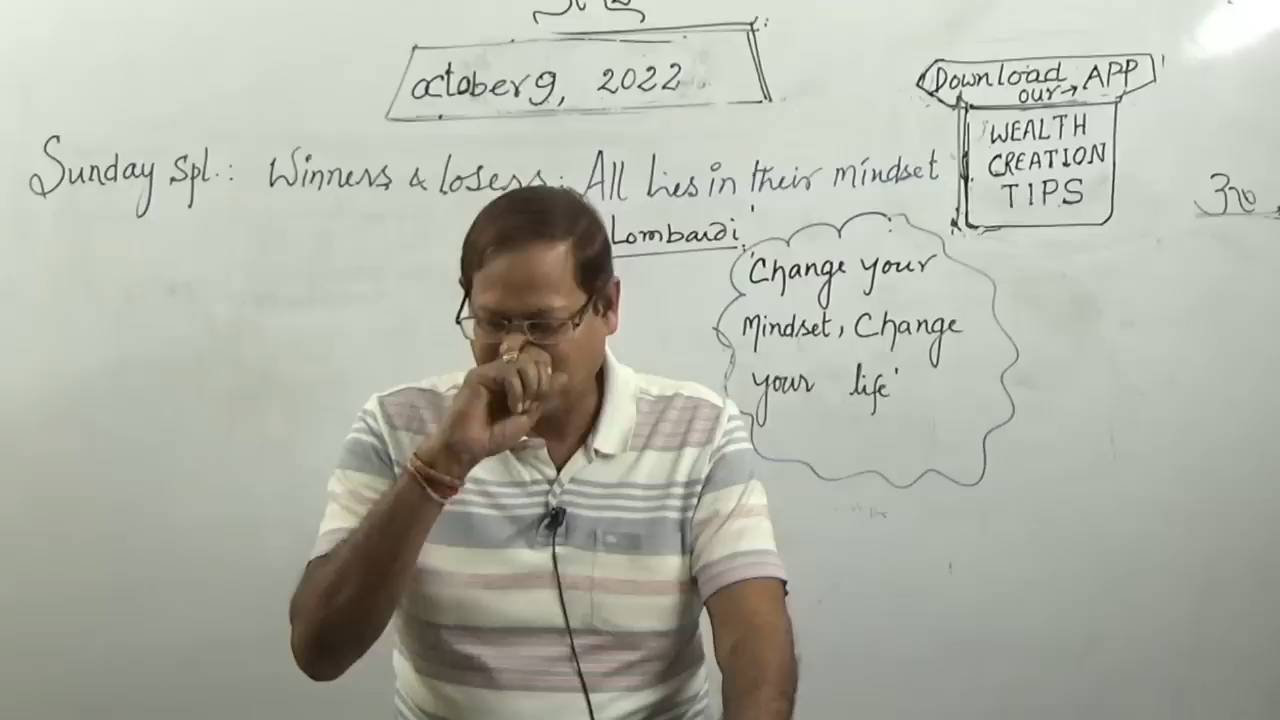 october 9, 2022
Download
our→ APP
WEALTH
CREATION
TIPS
Sunday Spl.: Winners & losess: All lies in their mindset
Lombardi'
'Change your
Mindset, Change
your life'